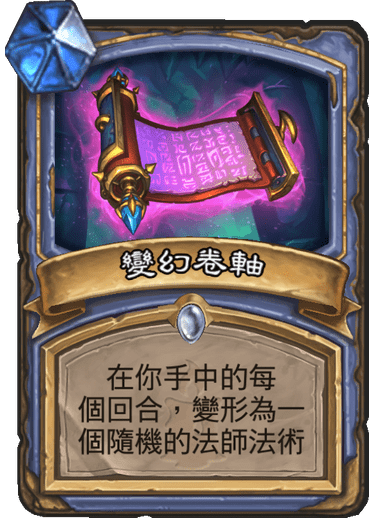 變幻卷軸
在你手中的每
個回合，變形為一
個隨機的法師法術